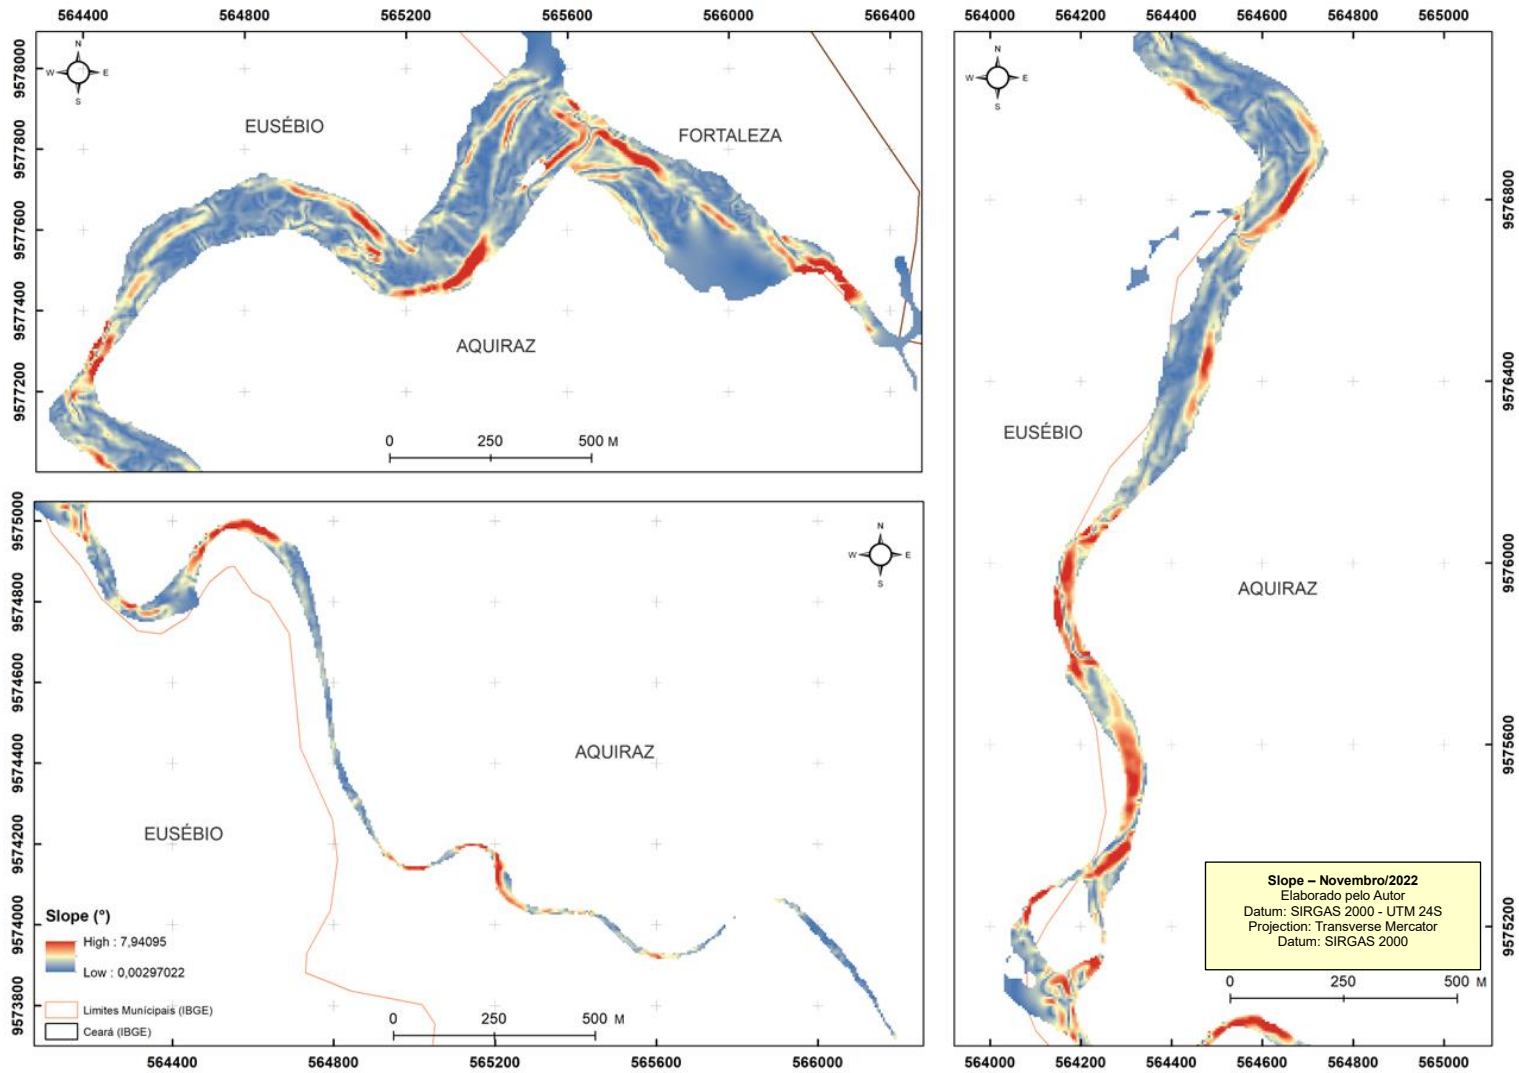 564400 564800 565200 565600 566000 566400
9578000
9577800
9577600
9577400
9577200
N
W E
S
EUSÉBIO
FORTALEZA
AQUIRAZ
0 250 500 M
9575000
9574800
9574600
9574400
9574200
9574000
9573800
N
W E
S
AQUIRAZ
EUSÉBIO
Slope (°)
High : 7,94095
Low : 0,00297022
Limites Munícipais (IBGE)
Ceará (IBGE)
0 250 500 M
564400 564800 565200 565600 566000
564000 564200 564400 564600 564800 565000
N
W E
S
9576800
9576400
9576000
9575600
9575200
EUSÉBIO
AQUIRAZ
Slope – Novembro/2022
Elaborado pelo Autor
Datum: SIRGAS 2000 - UTM 24S
Projection: Transverse Mercator
Datum: SIRGAS 2000
0 250 500 M
564000 564200 564400 564600 564800 565000